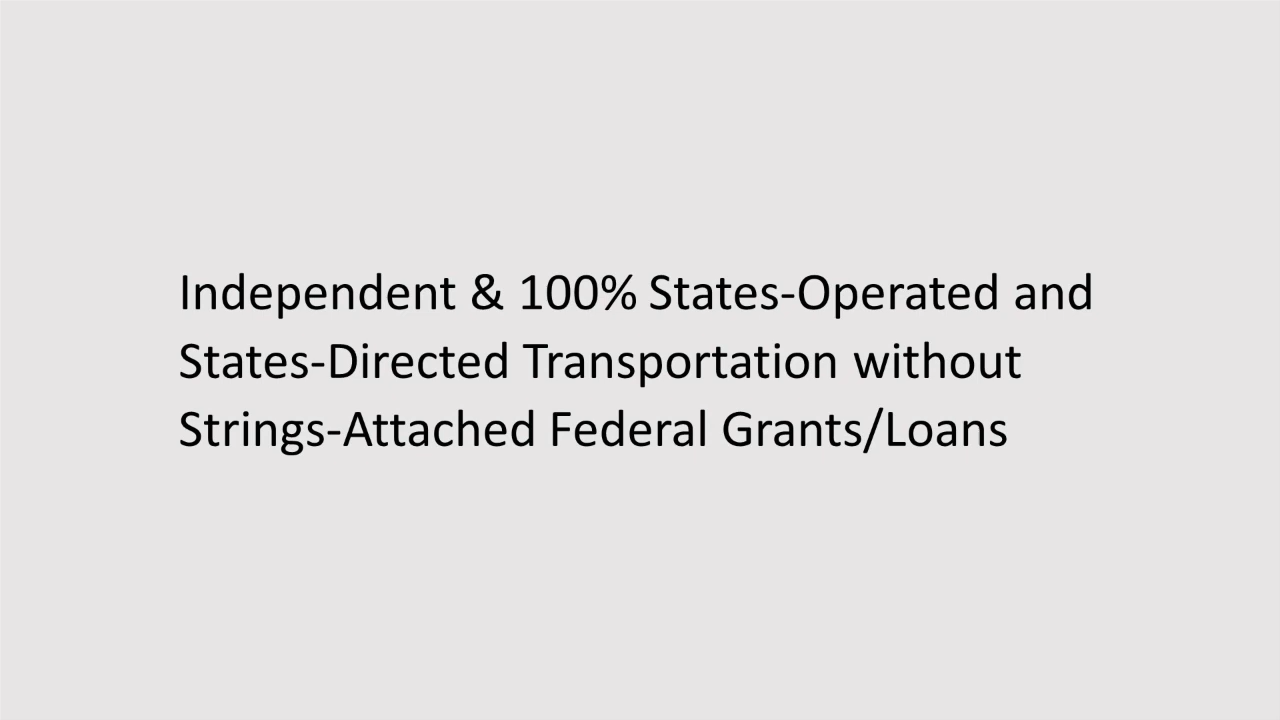 Independent & 100% States-Operated and
States-Directed Transportation without
Strings-Attached Federal Grants/Loans